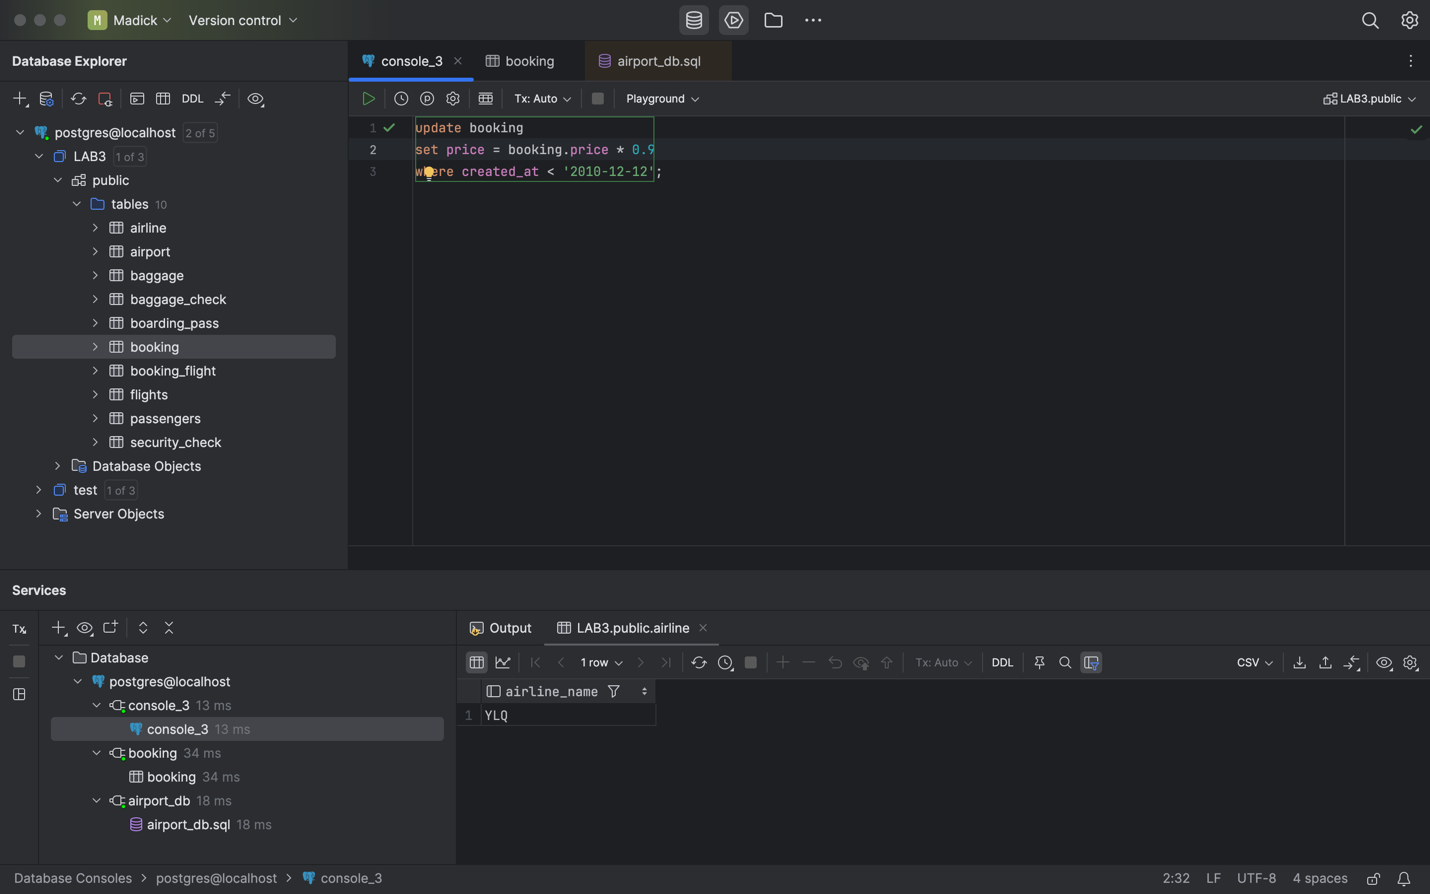 M Madick Version control
Database Explorer
console_3 booking airport_db.sql
DDL
Tx: Auto Playground LAB3.public
postgres@localhost 2 of 5
LAB3 1 of 3
public
tables 10
airline
airport
baggage
baggage_check
boarding_pass
booking
booking_flight
flights
passengers
security_check
Database Objects
test 1 of 3
Server Objects
1 update booking
2 set price = booking.price * 0.9
3 where created_at < '2010-12-12';
Services
Tx
Database
postgres@localhost
console_3 13 ms
console_3 13 ms
booking 34 ms
booking 34 ms
airport_db 18 ms
airport_db.sql 18 ms
Output LAB3.public.airline
1 row Tx: Auto DDL CSV
airline_name
1 YLQ
Database Consoles > postgres@localhost > console_3
2:32 LF UTF-8 4 spaces